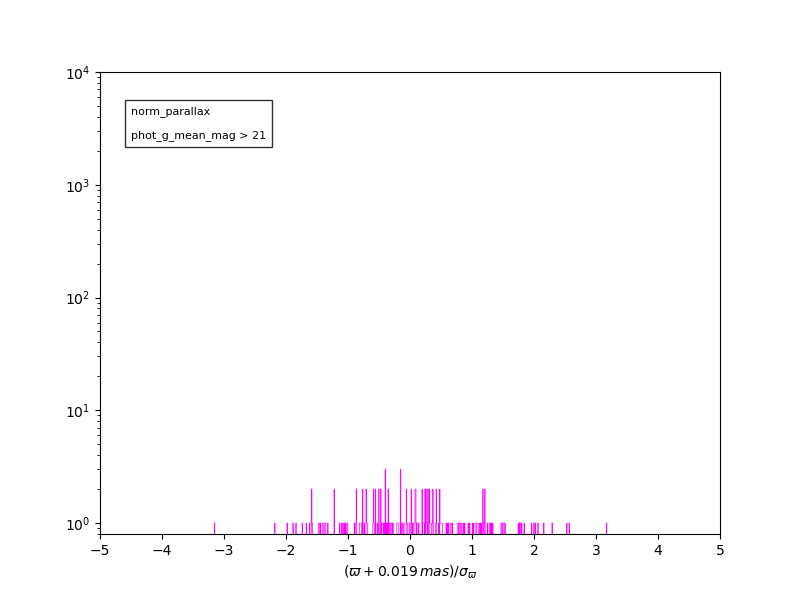 norm_parallax
phot_g_mean_mag > 21
10⁴
10³
10²
10¹
10⁰
−5 −4 −3 −2 −1 0 1 2 3 4 5
(ϖ + 0.019 mas)/σ_ϖ